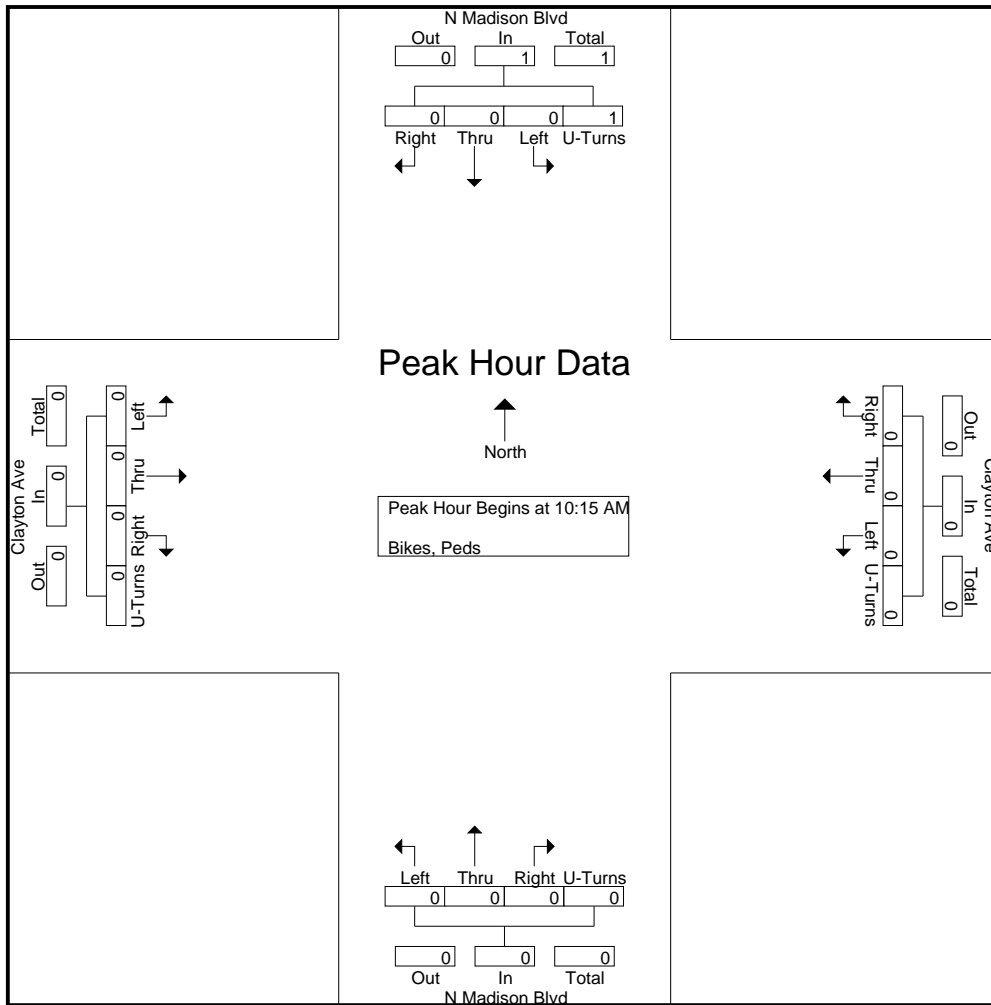 N Madison Blvd
Out In Total
0 1 1
0 0 0 1
Right Thru Left U-Turns
Peak Hour Data
North
Peak Hour Begins at 10:15 AM
Bikes, Peds
Clayton Ave
Out In Total
0 0 0
0 0 0 0
U-Turns Right Thru Left
Clayton Ave
Out In Total
0 0 0
0 0 0 0
Right Thru Left U-Turns
Left Thru Right U-Turns
0 0 0 0
0 0 0
Out In Total
N Madison Blvd